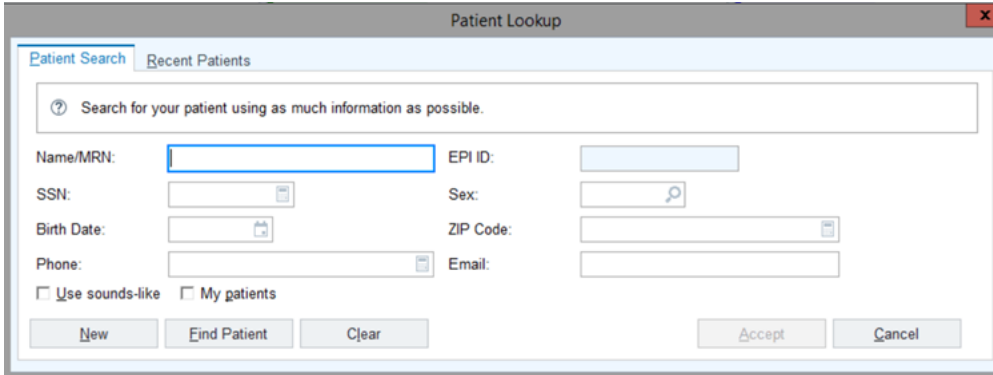 Patient Lookup
x
Patient Search Recent Patients
Search for your patient using as much information as possible.
Name/MRN: EPI ID:
SSN: Sex:
Birth Date: ZIP Code:
Phone: Email:
Use sounds-like My patients
New Find Patient Clear Accept Cancel